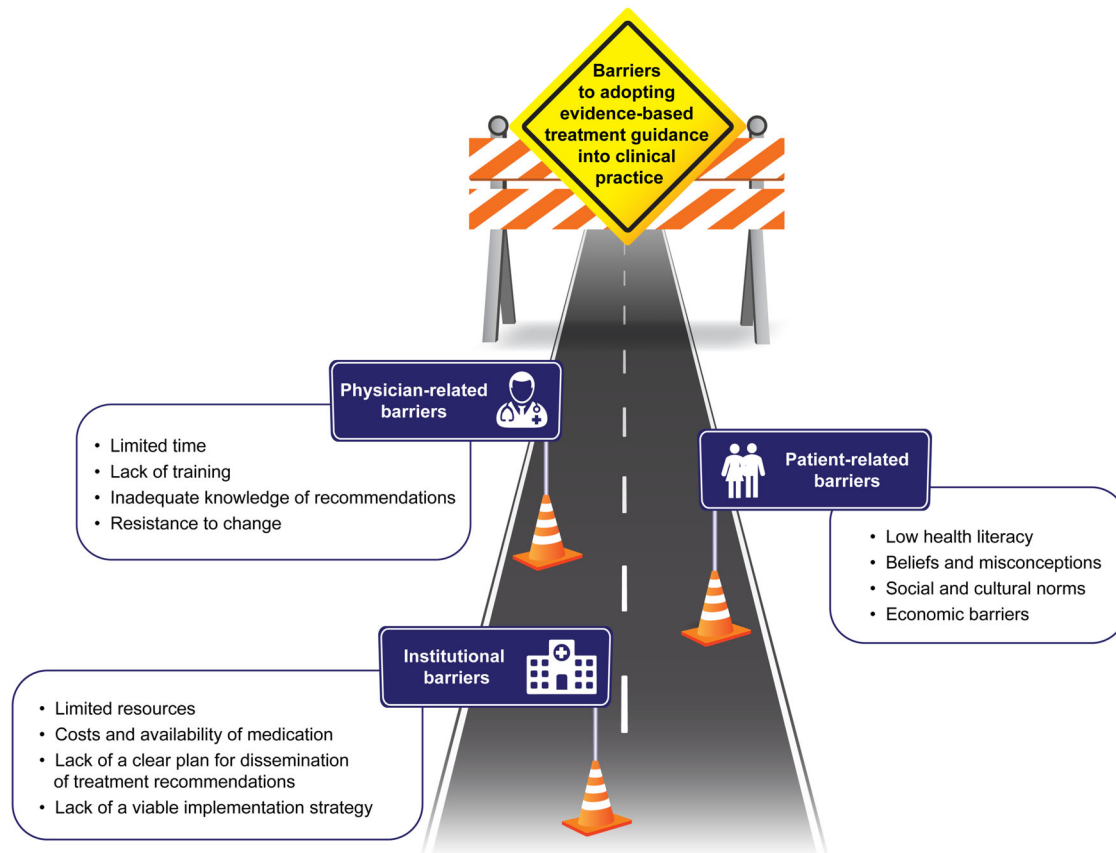 Barriers
to adopting
evidence-based
treatment guidance
into clinical
practice
Physician-related
barriers
• Limited time
• Lack of training
• Inadequate knowledge of recommendations
• Resistance to change
Patient-related
barriers
• Low health literacy
• Beliefs and misconceptions
• Social and cultural norms
• Economic barriers
Institutional
barriers
• Limited resources
• Costs and availability of medication
• Lack of a clear plan for dissemination
of treatment recommendations
• Lack of a viable implementation strategy